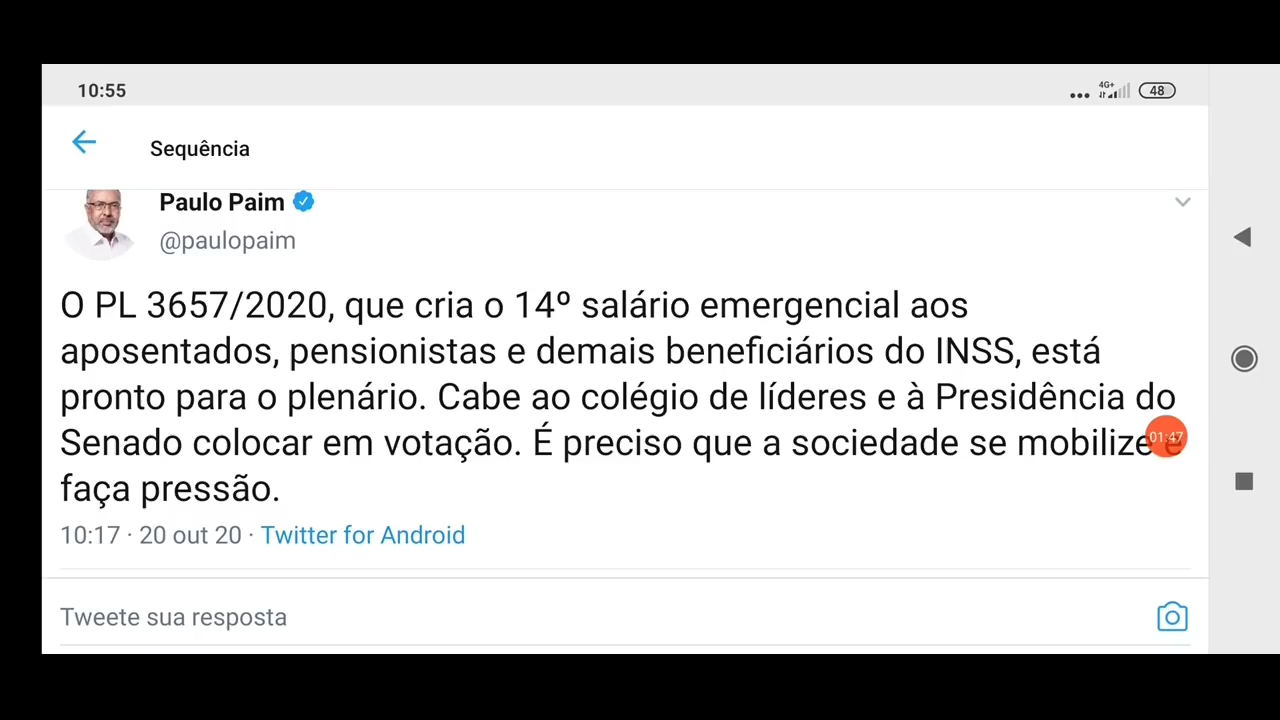 10:55
4G+
48
Sequência
Paulo Paim
@paulopaim
O PL 3657/2020, que cria o 14º salário emergencial aos
aposentados, pensionistas e demais beneficiários do INSS, está
pronto para o plenário. Cabe ao colégio de líderes e à Presidência do
Senado colocar em votação. É preciso que a sociedade se mobilize e
01:47
faça pressão.
10:17 · 20 out 20 · Twitter for Android
Tweete sua resposta